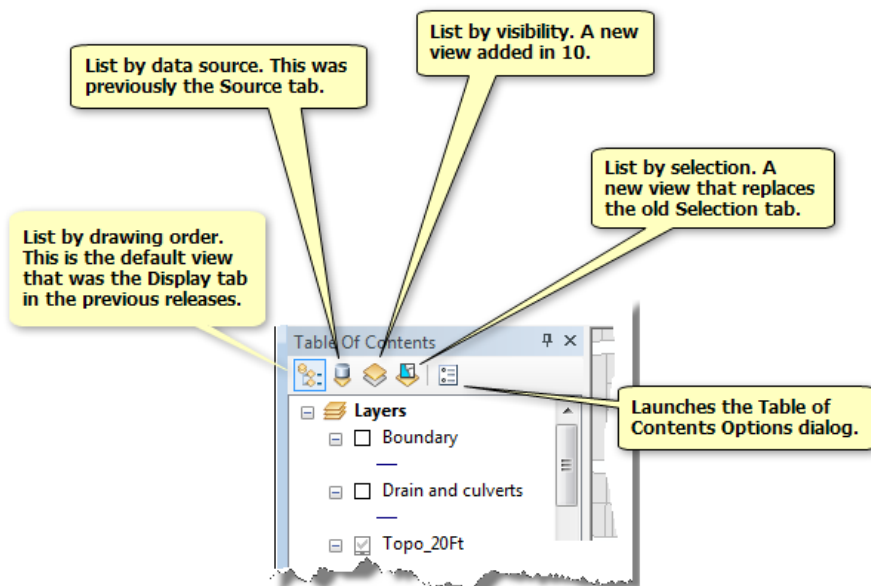 List by visibility. A new
view added in 10.
List by data source. This was
previously the Source tab.
List by selection. A
new view that replaces
the old Selection tab.
List by drawing order.
This is the default view
that was the Display tab
in the previous releases.
Table Of Contents
Launches the Table of
Contents Options dialog.
Layers
Boundary
Drain and culverts
Topo_20Ft